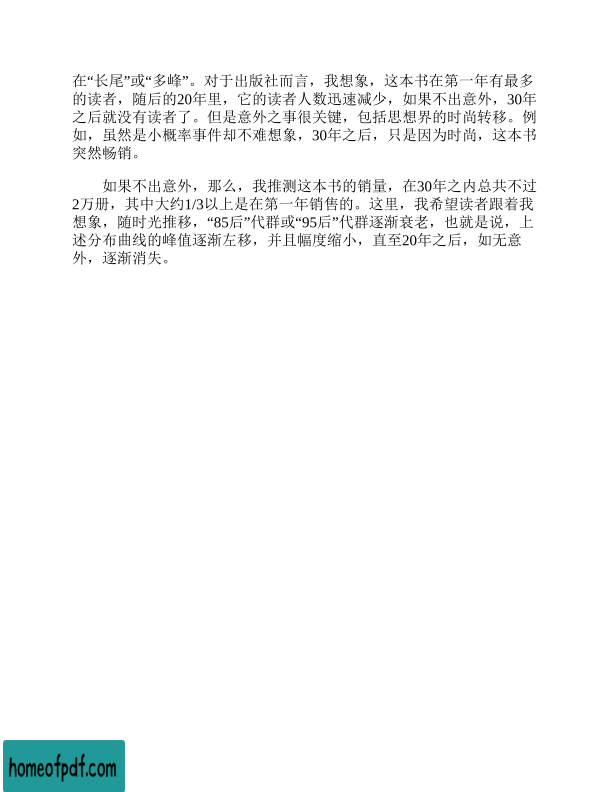 在“长尾”或“多峰”。对于出版社而言，我想象，这本书在第一年有最多
的读者，随后的20年里，它的读者人数迅速减少，如果不出意外，30年
之后就没有读者了。但是意外之事很关键，包括思想界的时尚转移。例
如，虽然是小概率事件却不难想象，30年之后，只是因为时尚，这本书
突然畅销。
如果不出意外，那么，我推测这本书的销量，在30年之内总共不过
2万册，其中大约1/3以上是在第一年销售的。这里，我希望读者跟着我
想象，随时光推移，“85后”代群或“95后”代群逐渐衰老，也就是说，上
述分布曲线的峰值逐渐左移，并且幅度缩小，直至20年之后，如无意
外，逐渐消失。
homeofpdf.com